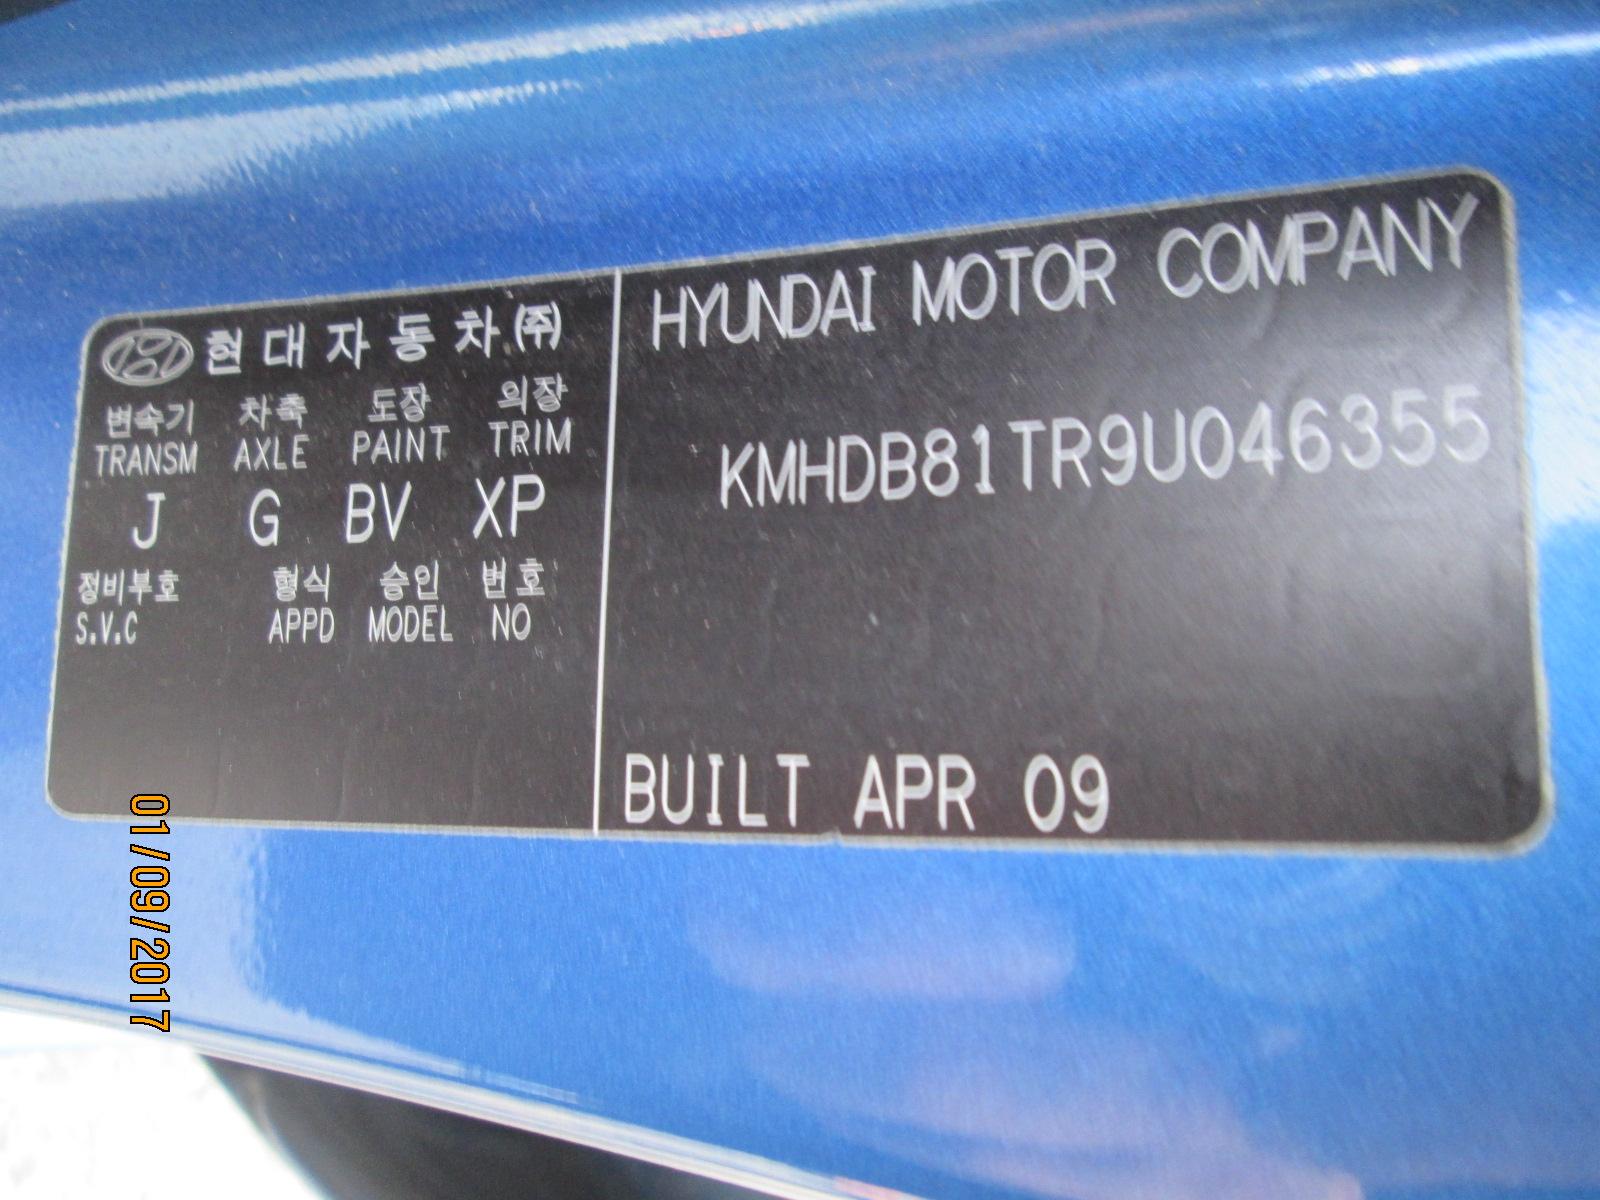 현대자동차㈜
변속기 차축 도장 의장
TRANSM AXLE PAINT TRIM
J G BV XP
정비부호 형식 승인 번호
S.V.C APPD MODEL NO
HYUNDAI MOTOR COMPANY
KMHDB81TR9U046355
BUILT APR 09
01/09/2017